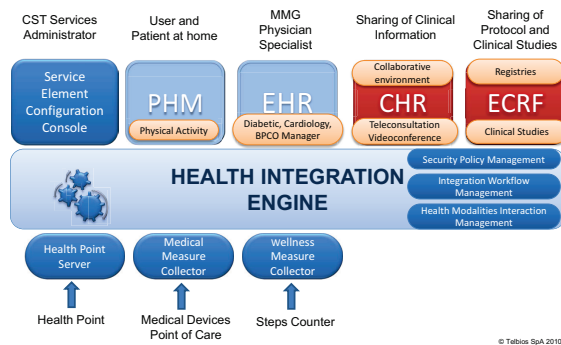 CST Services
Administrator
User and
Patient at home
MMG
Physician
Specialist
Sharing of Clinical
Information
Sharing of
Protocol and
Clinical Studies
Service
Element
Configuration
Console
PHM
Physical Activity
EHR
Diabetic, Cardiology,
BPCO Manager
Collaborative
environment
CHR
Teleconsultation
Videoconference
Registries
ECRF
Clinical Studies
HEALTH INTEGRATION
ENGINE
Security Policy Management
Integration Workflow
Management
Health Modalities Interaction
Management
Health Point
Server
Medical
Measure
Collector
Wellness
Measure
Collector
Health Point
Medical Devices
Point of Care
Steps Counter
© Telbios SpA 2010